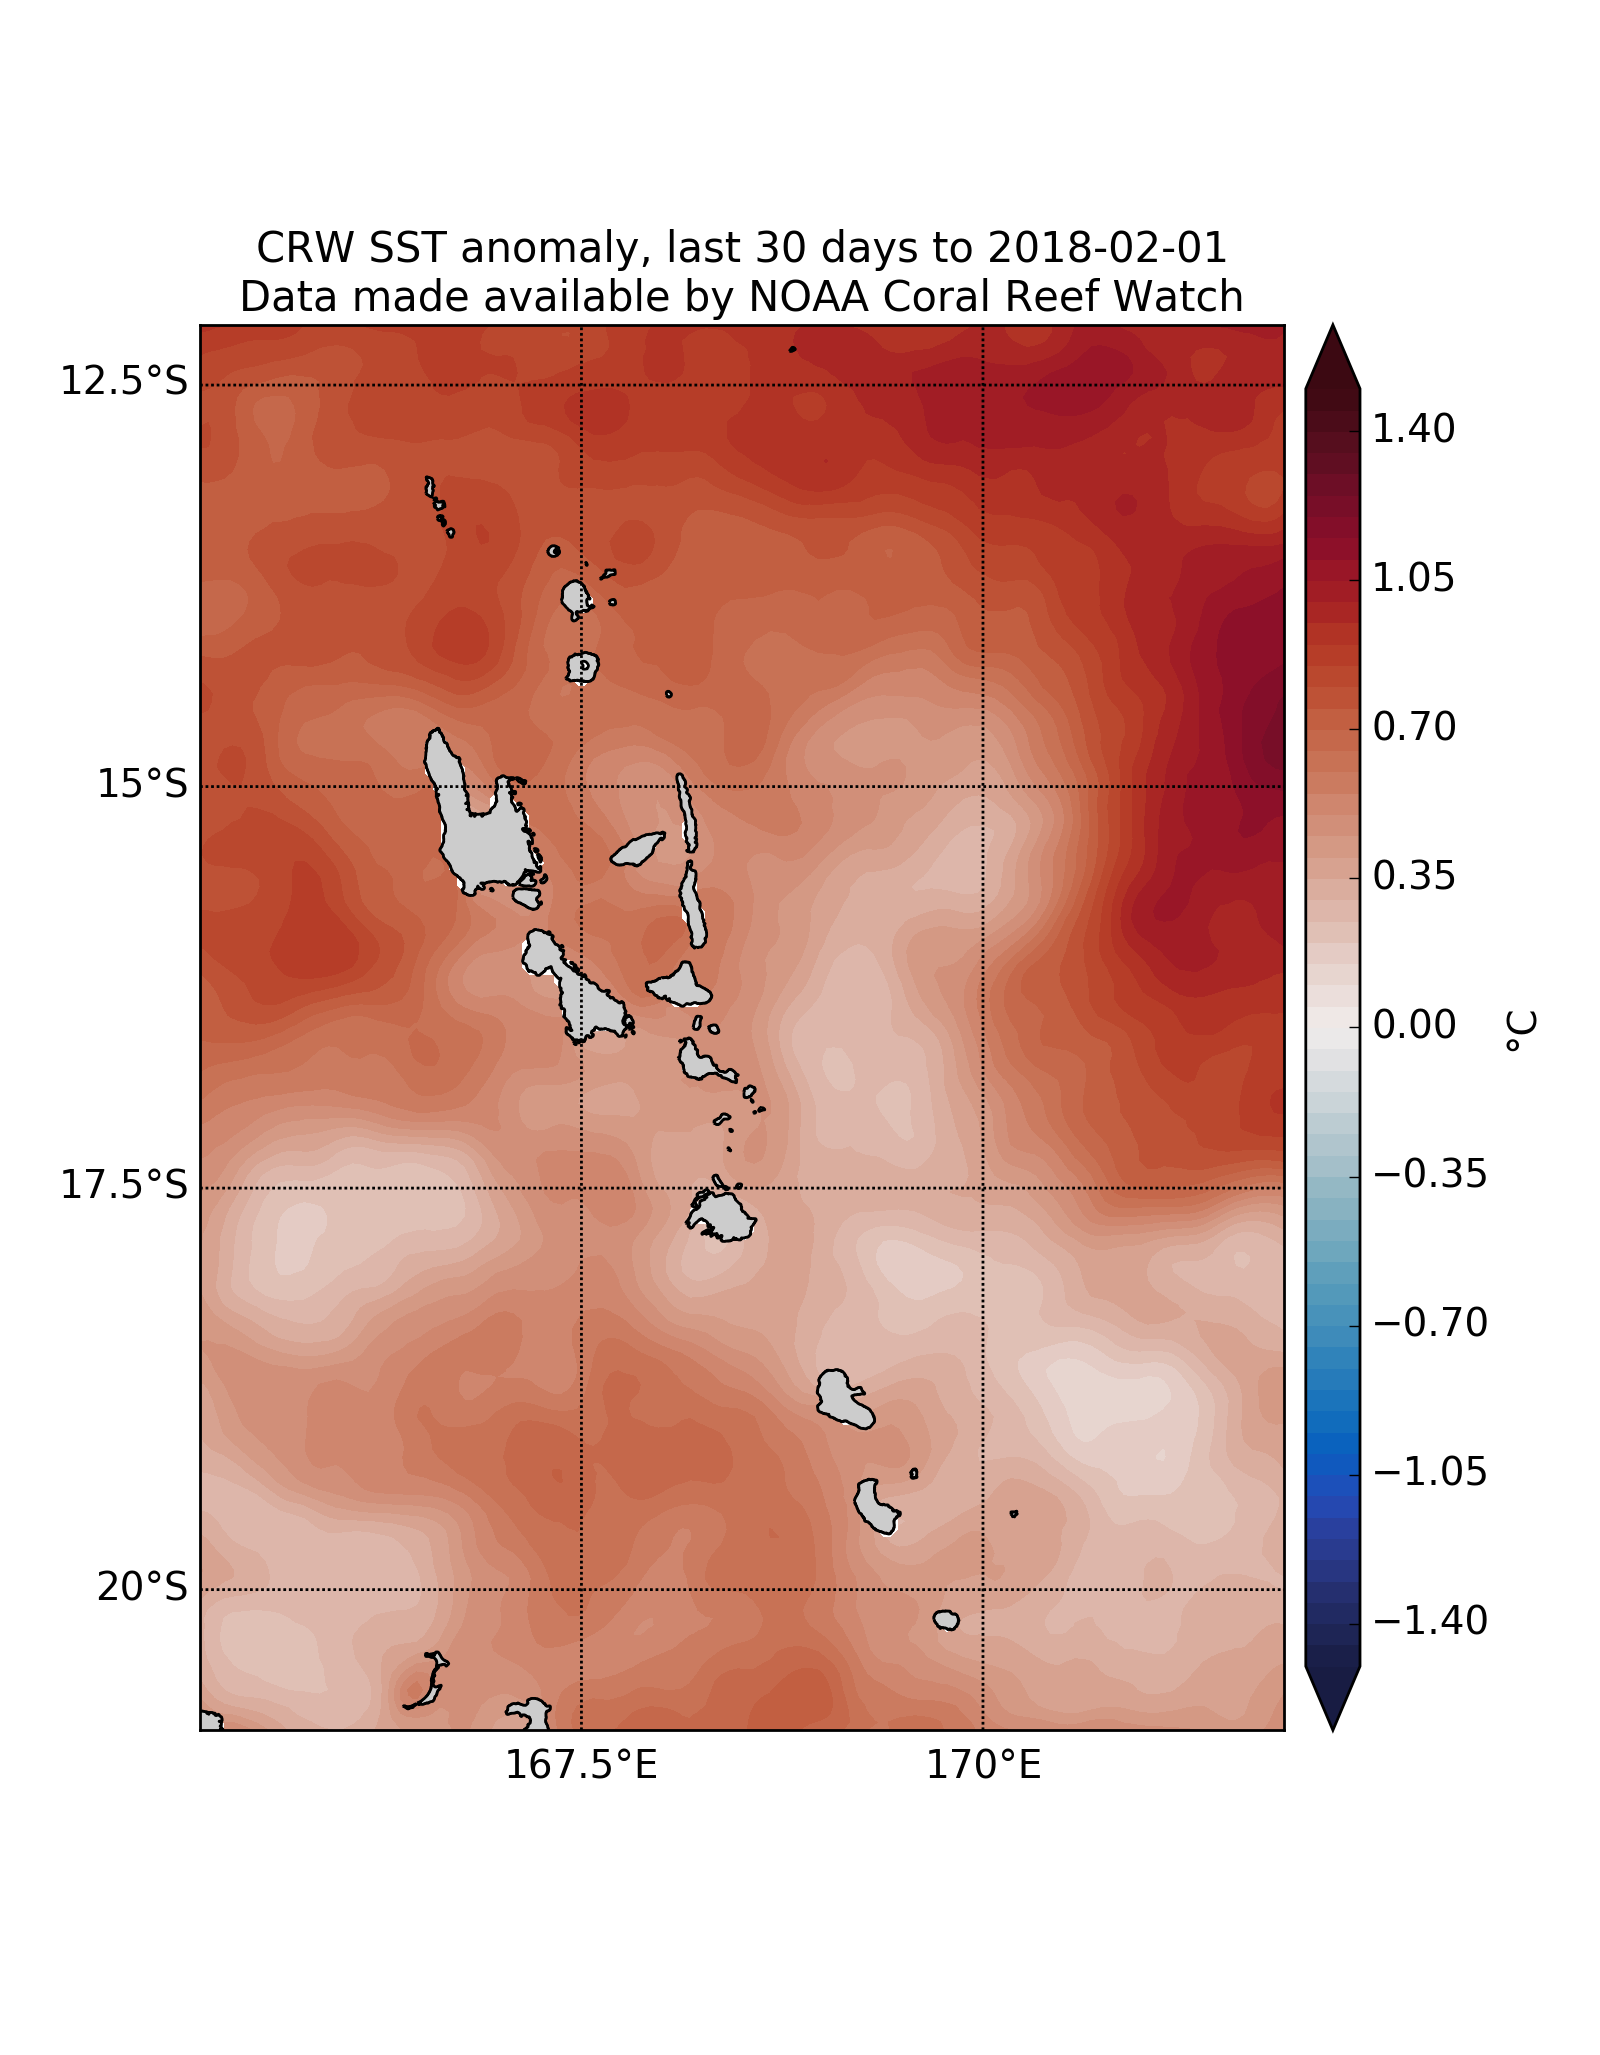 CRW SST anomaly, last 30 days to 2018-02-01
Data made available by NOAA Coral Reef Watch
12.5°S
15°S
17.5°S
20°S
167.5°E
170°E
1.40
1.05
0.70
0.35
0.00
−0.35
−0.70
−1.05
−1.40
°C